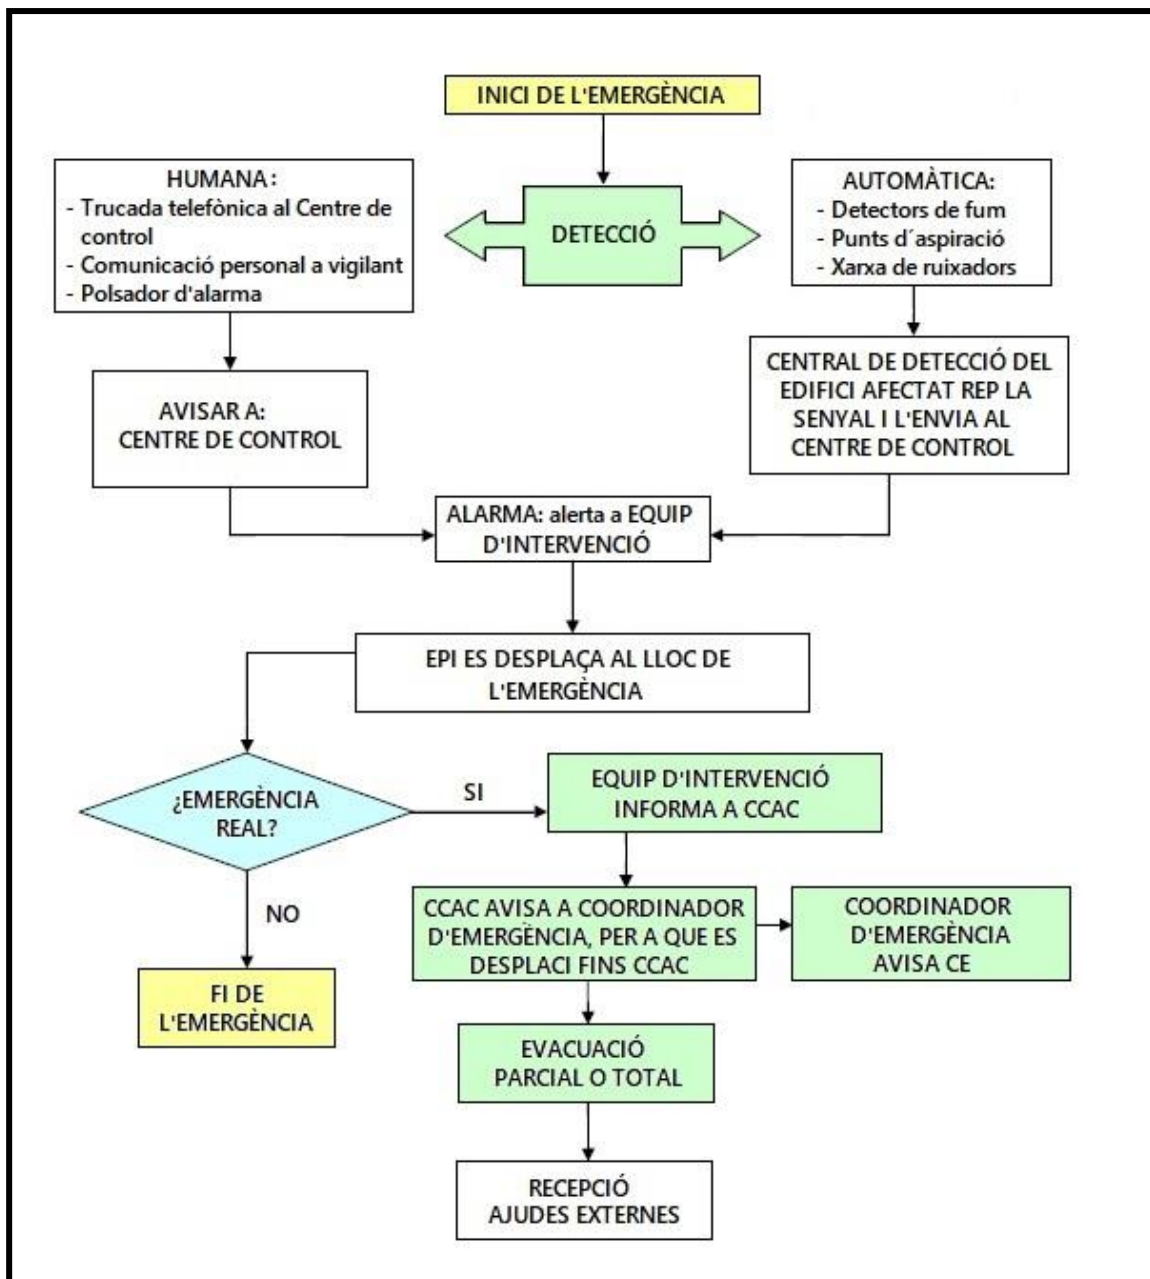 INICI DE L'EMERGÈNCIA
HUMANA:
- Trucada telefònica al Centre de
control
- Comunicació personal a vigilant
- Polsador d'alarma
DETECCIÓ
AUTOMÀTICA:
- Detectors de fum
- Punts d´aspiració
- Xarxa de ruixadors
AVISAR A:
CENTRE DE CONTROL
CENTRAL DE DETECCIÓ DEL
EDIFICI AFECTAT REP LA
SENYAL I L'ENVIA AL
CENTRE DE CONTROL
ALARMA: alerta a EQUIP
D'INTERVENCIÓ
EPI ES DESPLAÇA AL LLOC DE
L'EMERGÈNCIA
¿EMERGÈNCIA
REAL?
SI
EQUIP D'INTERVENCIÓ
INFORMA A CCAC
NO
CCAC AVISA A COORDINADOR
D'EMERGÈNCIA, PER A QUE ES
DESPLACI FINS CCAC
COORDINADOR
D'EMERGÈNCIA
AVISA CE
FI DE
L'EMERGÈNCIA
EVACUACIÓ
PARCIAL O TOTAL
RECEPCIÓ
AJUDES EXTERNES